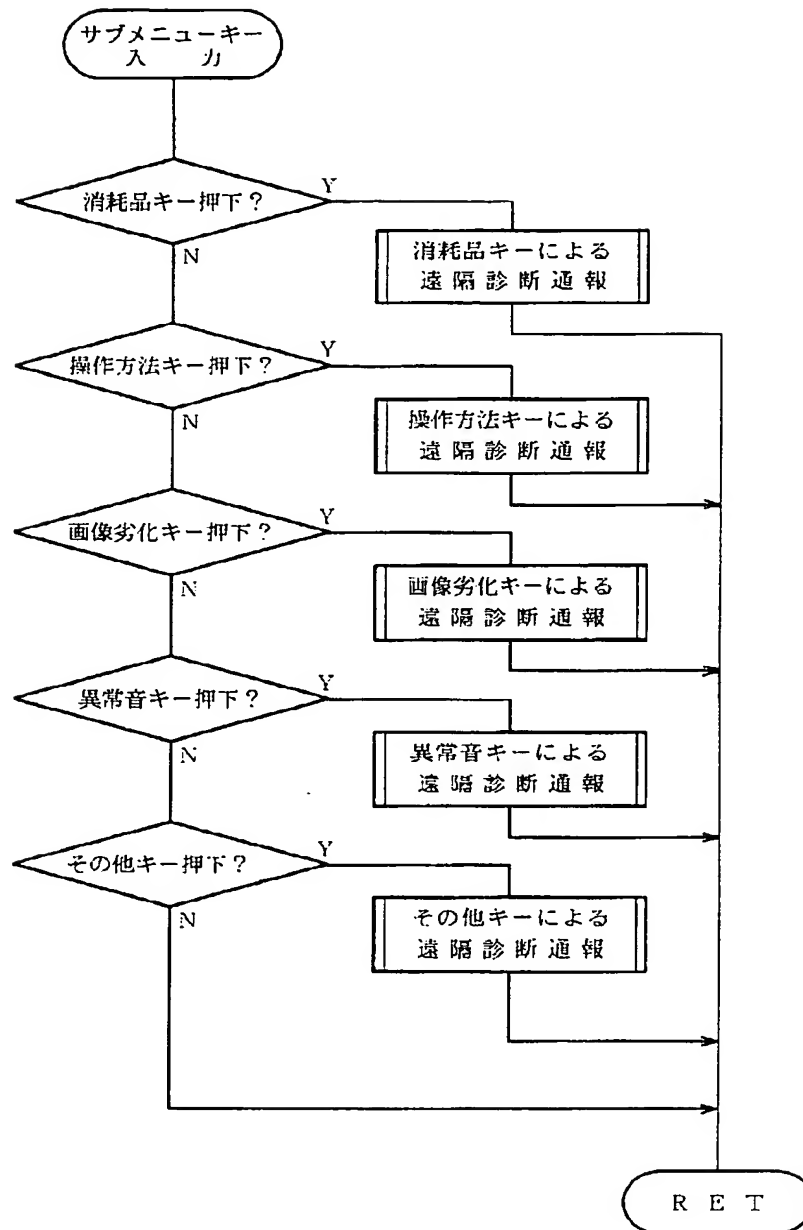 サブメニューキー
入 力
消耗品キー押下？
Y
N
消耗品キーによる
遠隔診断通報
操作方法キー押下？
Y
N
操作方法キーによる
遠隔診断通報
画像劣化キー押下？
Y
N
画像劣化キーによる
遠隔診断通報
異常音キー押下？
Y
N
異常音キーによる
遠隔診断通報
その他キー押下？
Y
N
その他キーによる
遠隔診断通報
R E T